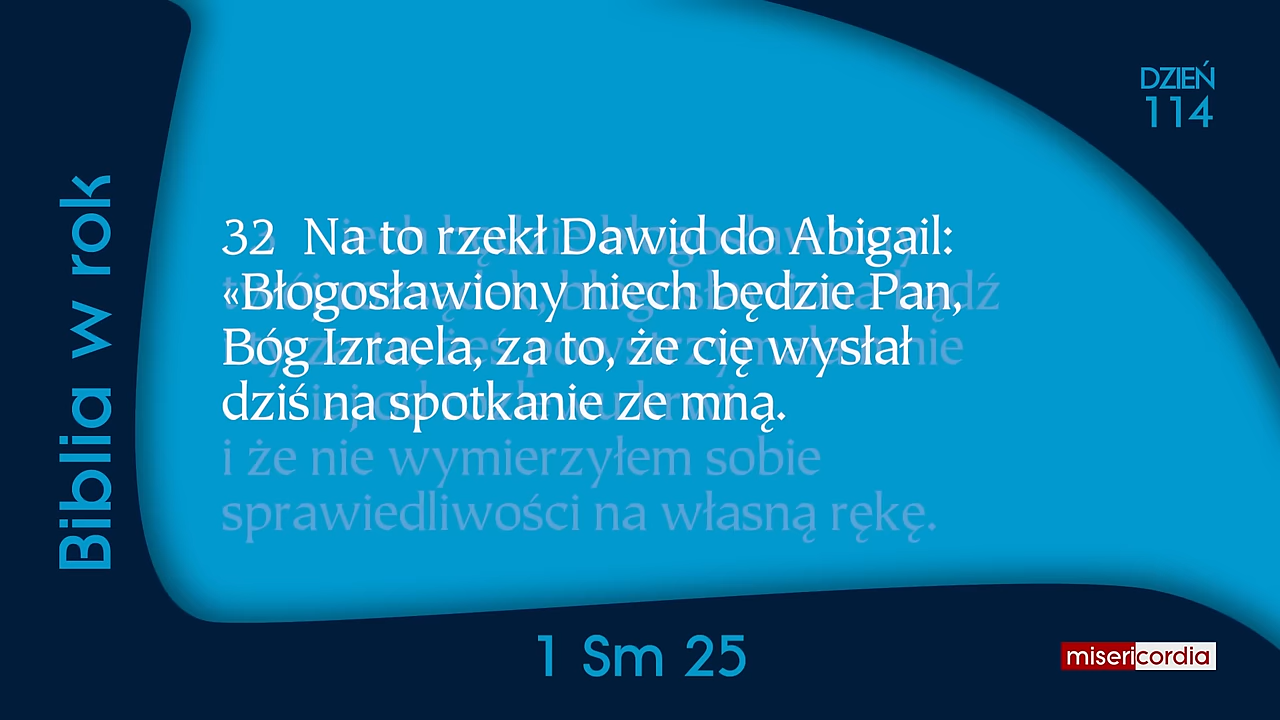 DZIEŃ
114
Biblia w rok
32 Na to rzekł Dawid do Abigail:
«Błogosławiony niech będzie Pan,
Bóg Izraela, za to, że cię wysłał
dziś na spotkanie ze mną.
i że nie wymierzyłem sobie
sprawiedliwości na własną rękę.
1 Sm 25
misericordia